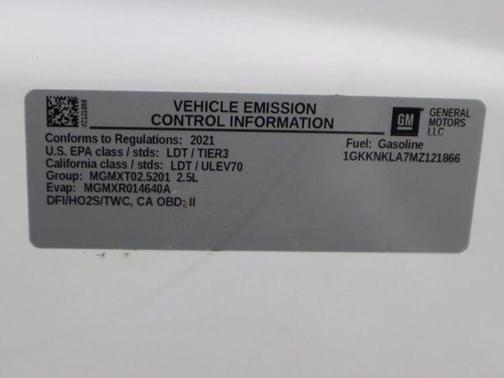 VEHICLE EMISSION
CONTROL INFORMATION
GM
GENERAL
MOTORS
LLC
Conforms to Regulations: 2021
U.S. EPA class / stds: LDT / TIER3
California class / stds: LDT / ULEV70
Group: MGMXT02.5201 2.5L
Evap: MGMXR014640A
DFI/HO2S/TWC, CA OBD: II
Fuel: Gasoline
1GKKNKLA7MZ121866